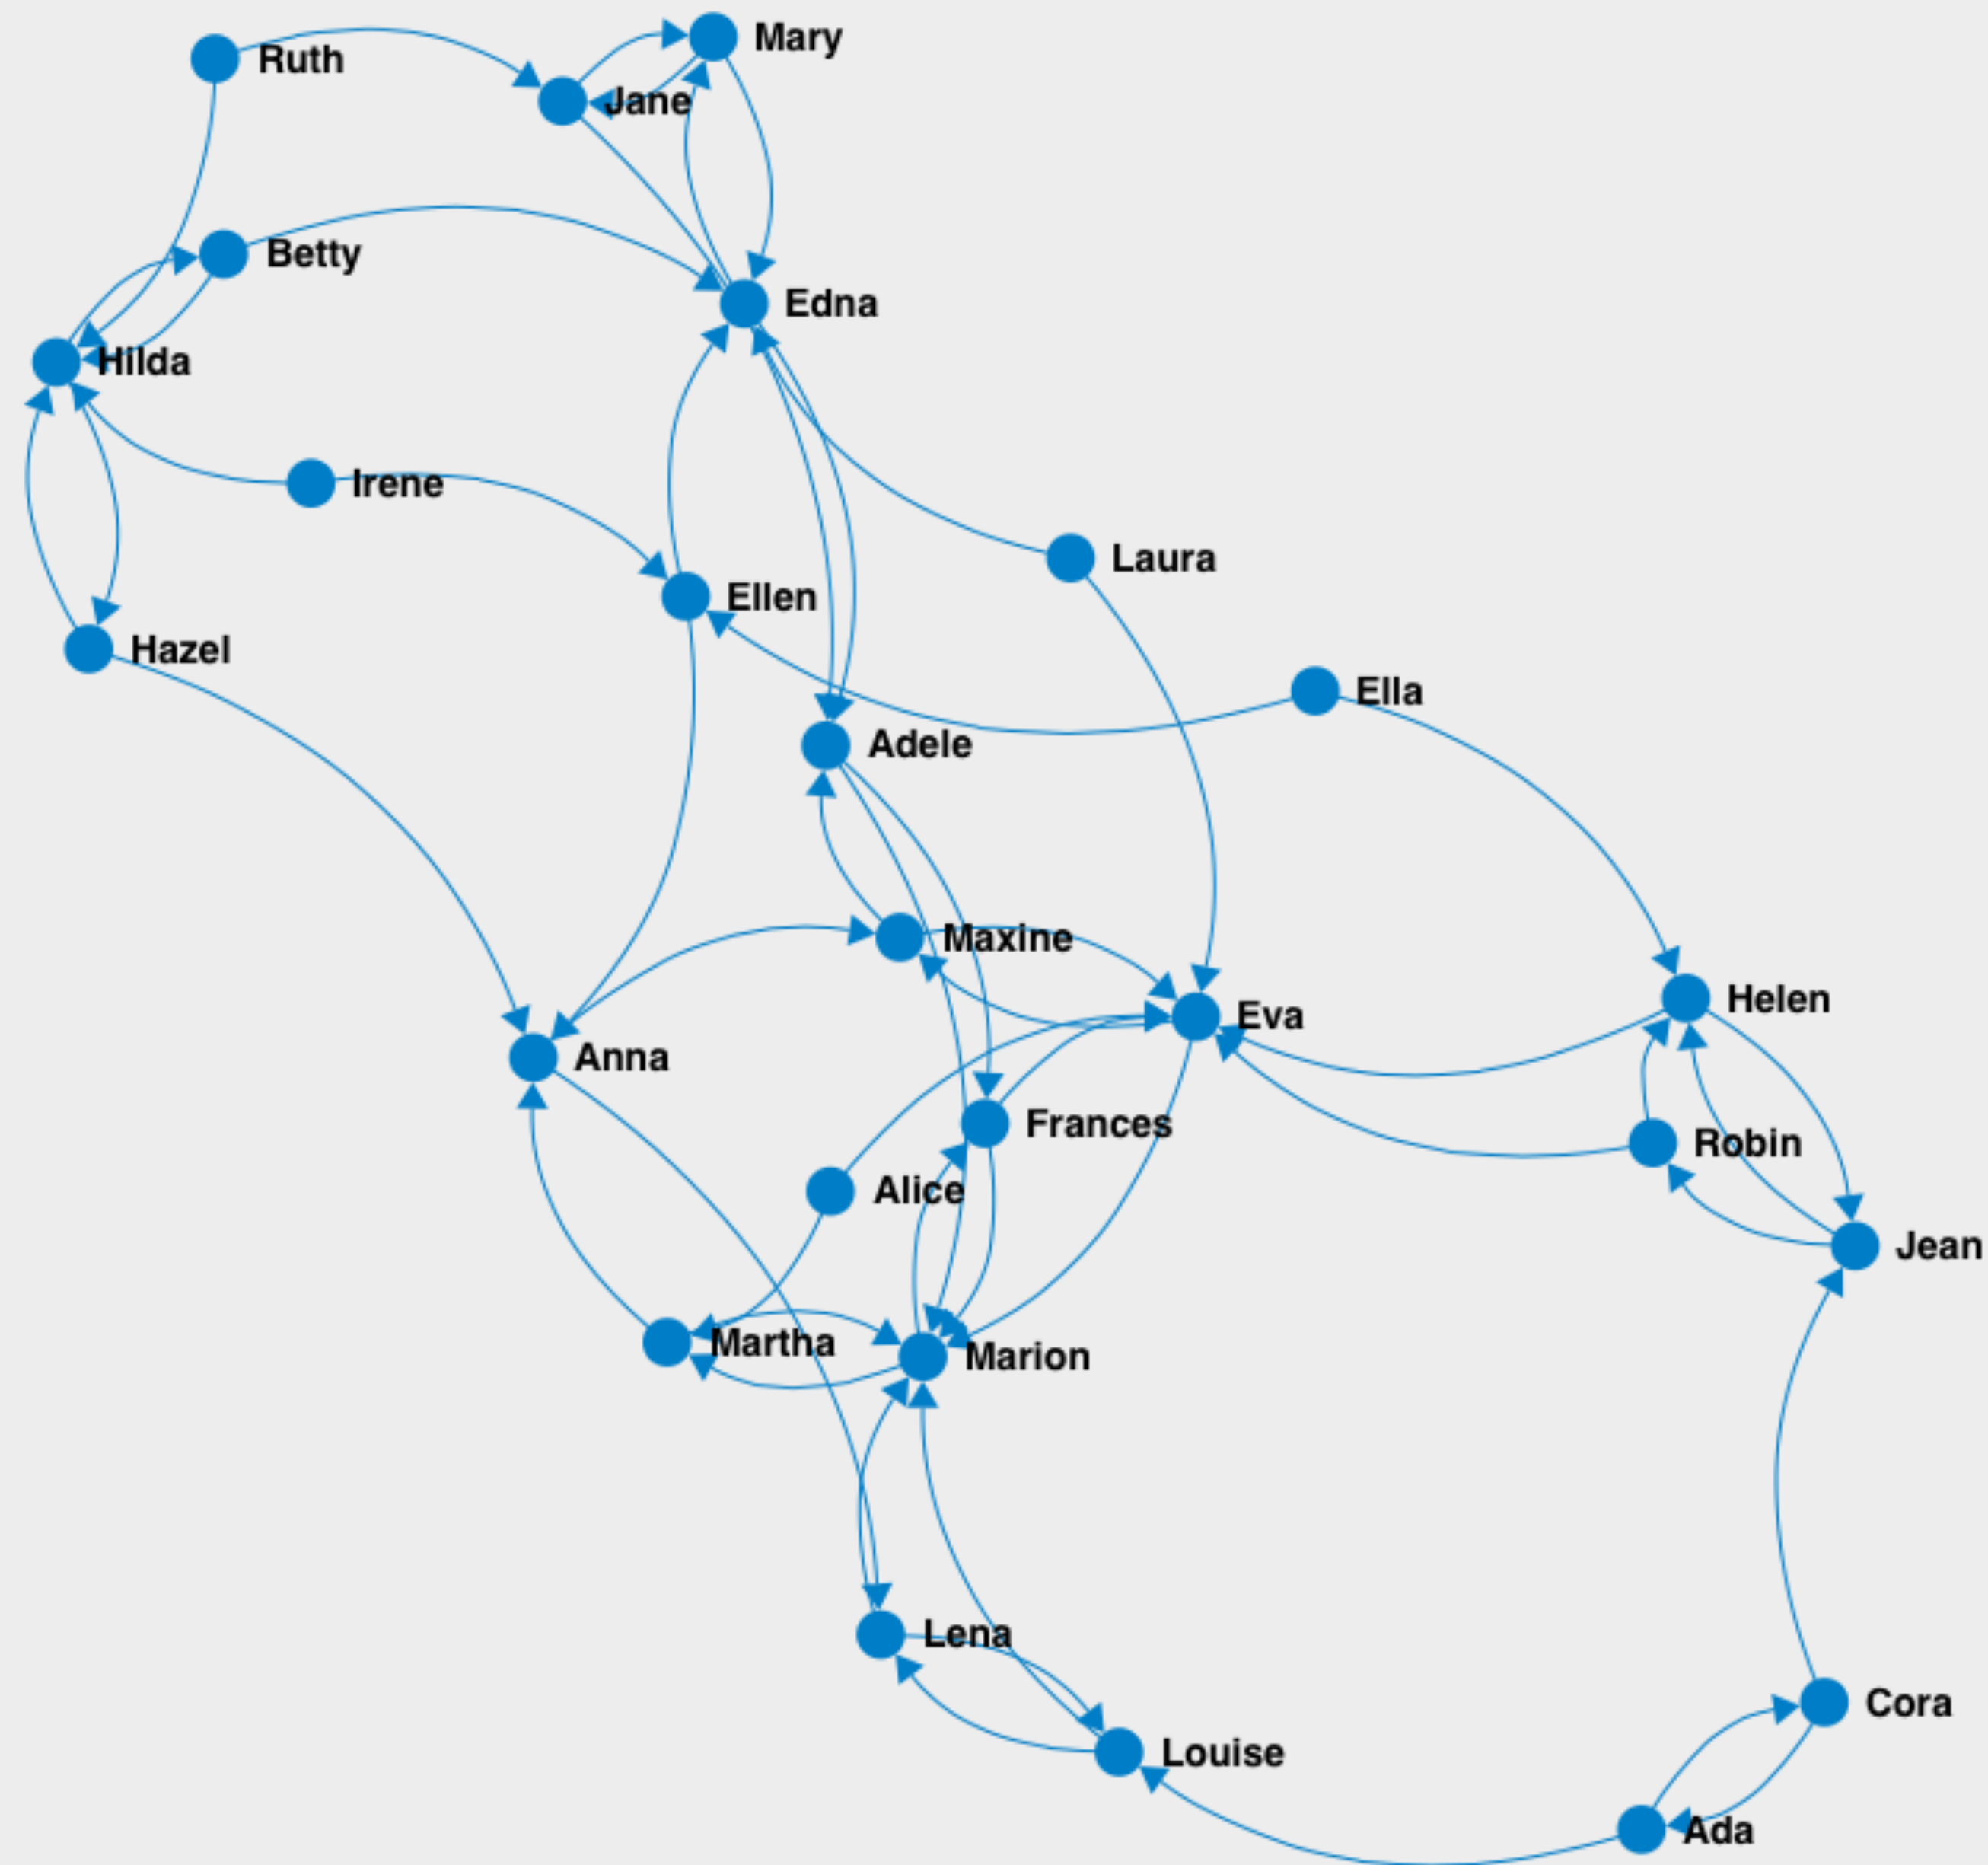 Mary
Ruth
Jane
Betty
Edna
Hilda
Irene
Laura
Ellen
Hazel
Ella
Adele
Maxine
Helen
Eva
Anna
Frances
Robin
Alice
Jean
Martha
Marion
Lena
Cora
Louise
Ada